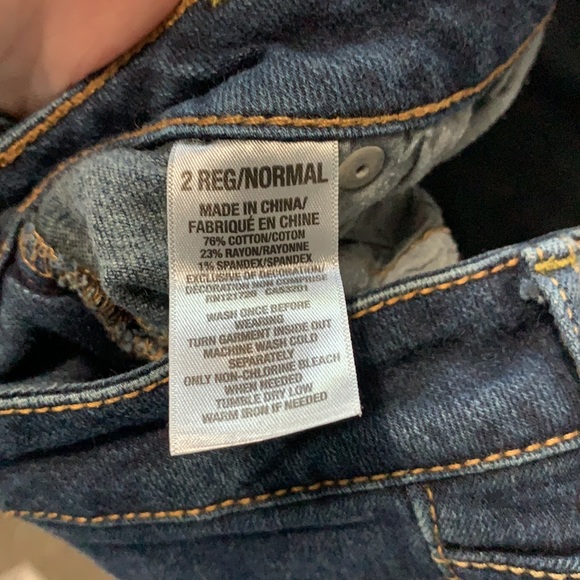 2 REG/NORMAL
MADE IN CHINA/
FABRIQUÉ EN CHINE
76% COTTON/COTON
23% RAYON/RAYONNE
1% SPANDEX/SPANDEX
EXCLUSIVE OF DECORATION/
DECORATION NON COMPRISE
RN121720 CA53201
WASH ONCE BEFORE
WEARING
TURN GARMENT INSIDE OUT
MACHINE WASH COLD
SEPARATELY
ONLY NON-CHLORINE BLEACH
WHEN NEEDED
TUMBLE DRY LOW
WARM IRON IF NEEDED